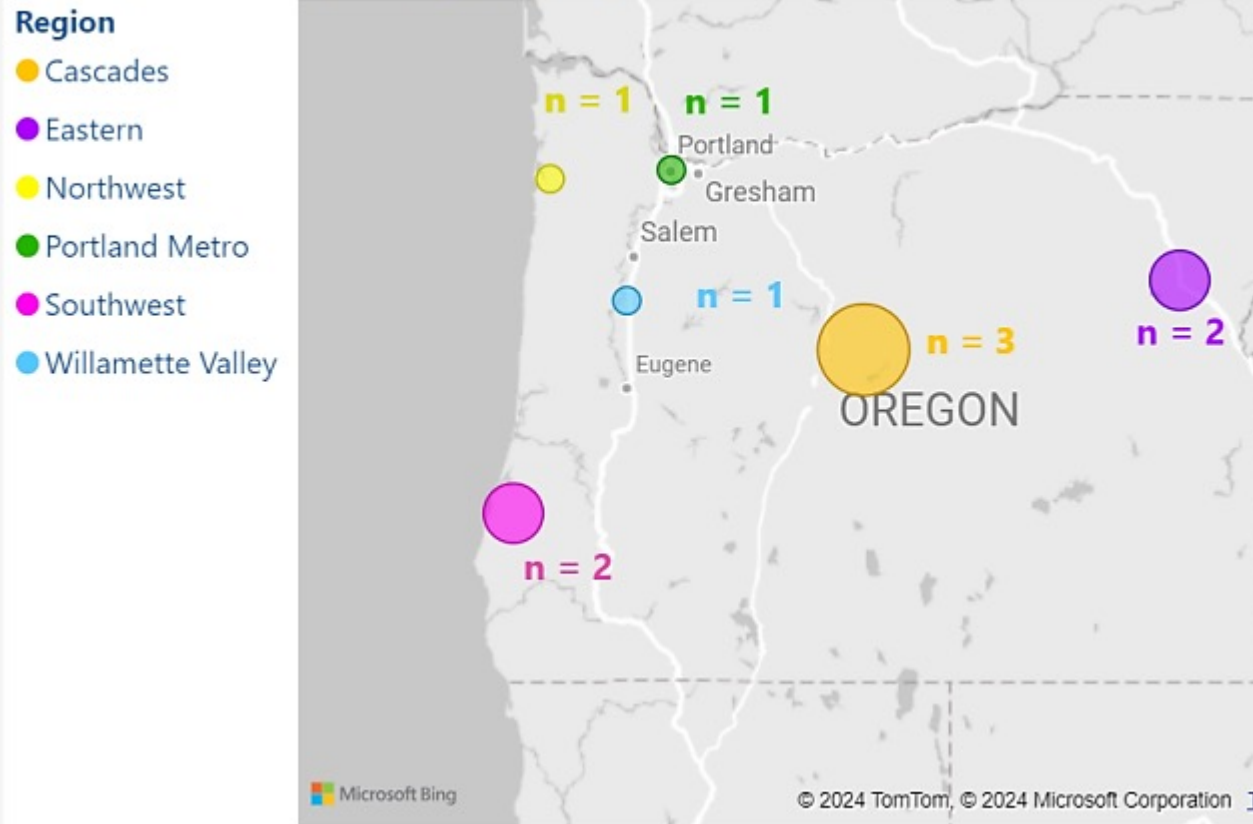 Region
Cascades
Eastern
Northwest
Portland Metro
Southwest
Willamette Valley
n = 1
n = 1
Portland
Gresham
Salem
n = 1
n = 2
n = 3
Eugene
OREGON
n = 2
Microsoft Bing
© 2024 TomTom, © 2024 Microsoft Corporation